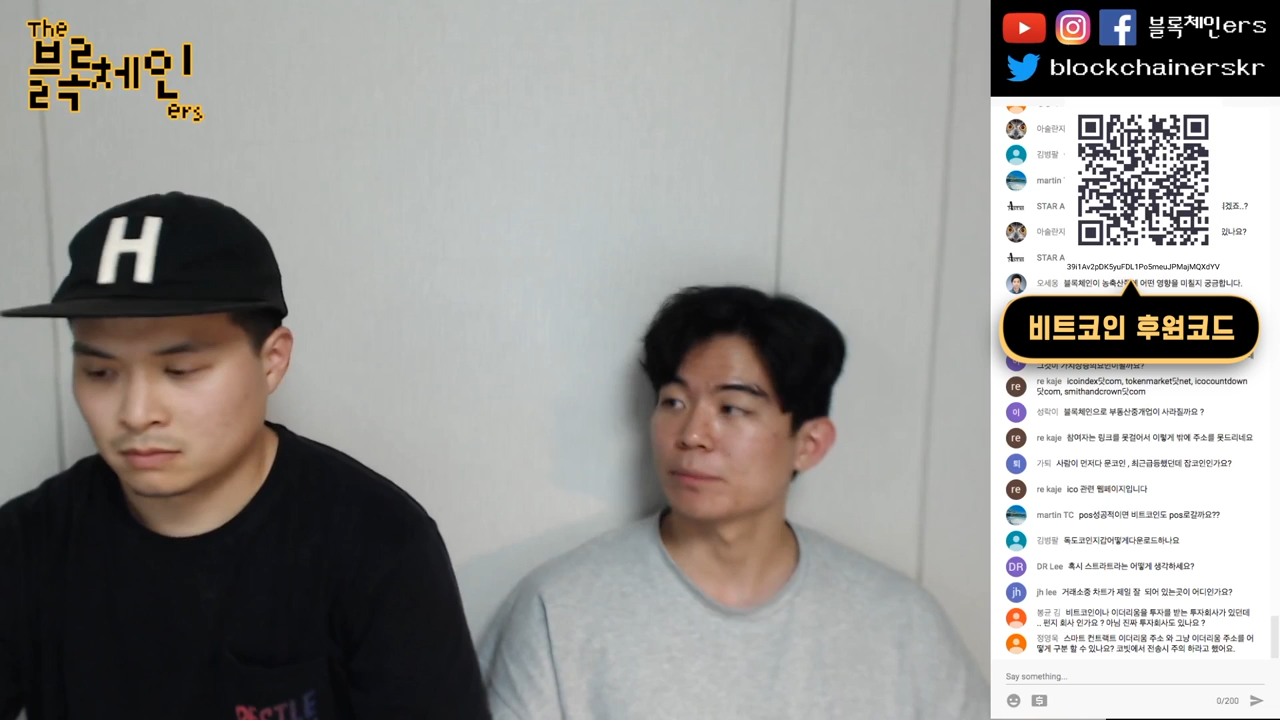 The
블록체인
ers
H
블록체인ers
blockchainerskr
아술란지
김병팔
martin
STAR A
겠죠..?
아술란지
있나요?
STAR A
39i1Av2pDK5yuFDL1Po5meuJPMajMQXdYV
오세웅 블록체인이 농축산 어떤 영향을 미칠지 궁금합니다.
비트코인 후원코드
re kaje icoindex닷com, tokenmarket닷net, icocountdown
닷com, smithandcrown닷com
성락이 블록체인으로 부동산중개업이 사라질까요 ?
re kaje 참여자는 링크를 못걸어서 이렇게 밖에 주소를 못드리네요
가퇴 사람이 먼저다 문코인 , 최근급등했던데 잡코인인가요?
re kaje ico 관련 웹페이지입니다
martin TC pos성공적이면 비트코인도 pos로갈까요??
김병팔 독도코인지갑어떻게다운로드하나요
DR Lee 혹시 스트라트라는 어떻게 생각하세요?
jh lee 거래소중 차트가 제일 잘 되어 있는곳이 어디인가요?
봉균 김 비트코인이나 이더리움을 투자를 받는 투자회사가 있던데
.. 펀지 회사 인가요 ? 아님 진짜 투자회사도 있나요 ?
정영욱 스마트 컨트랙트 이더리움 주소 와 그냥 이더리움 주소를 어
떻게 구분 할 수 있나요? 코빗에서 전송시 주의 하라고 했어요.
Say something...
0/200